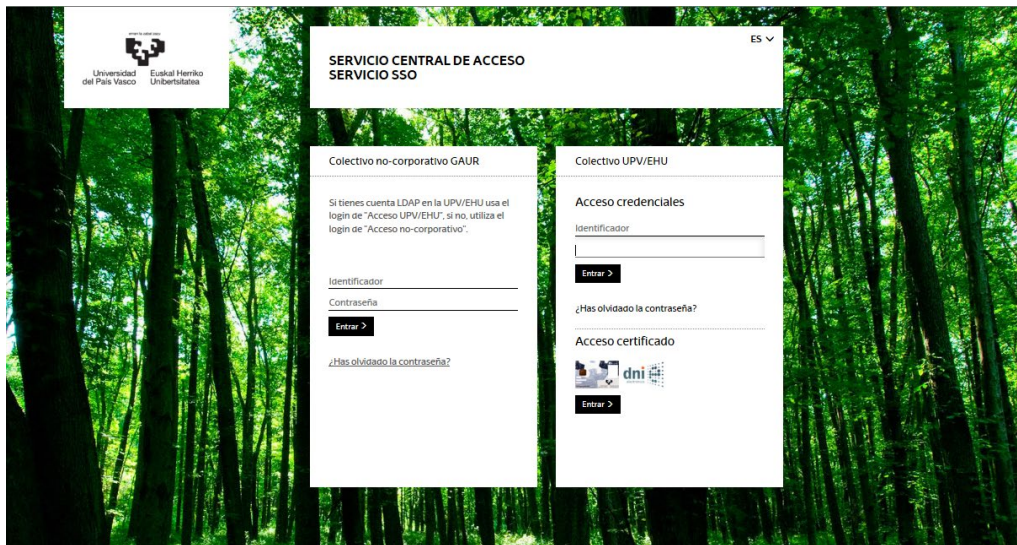 Universidad
del País Vasco
Euskal Herriko
Unibertsitatea
ES
SERVICIO CENTRAL DE ACCESO
SERVICIO SSO
Colectivo no-corporativo GAUR
Si tienes cuenta LDAP en la UPV/EHU usa el
login de "Acceso UPV/EHU", si no, utiliza el
login de "Acceso no-corporativo".
Identificador
Contraseña
Entrar >
¿Has olvidado la contraseña?
Colectivo UPV/EHU
Acceso credenciales
Identificador
Entrar >
¿Has olvidado la contraseña?
Acceso certificado
dni
Entrar >